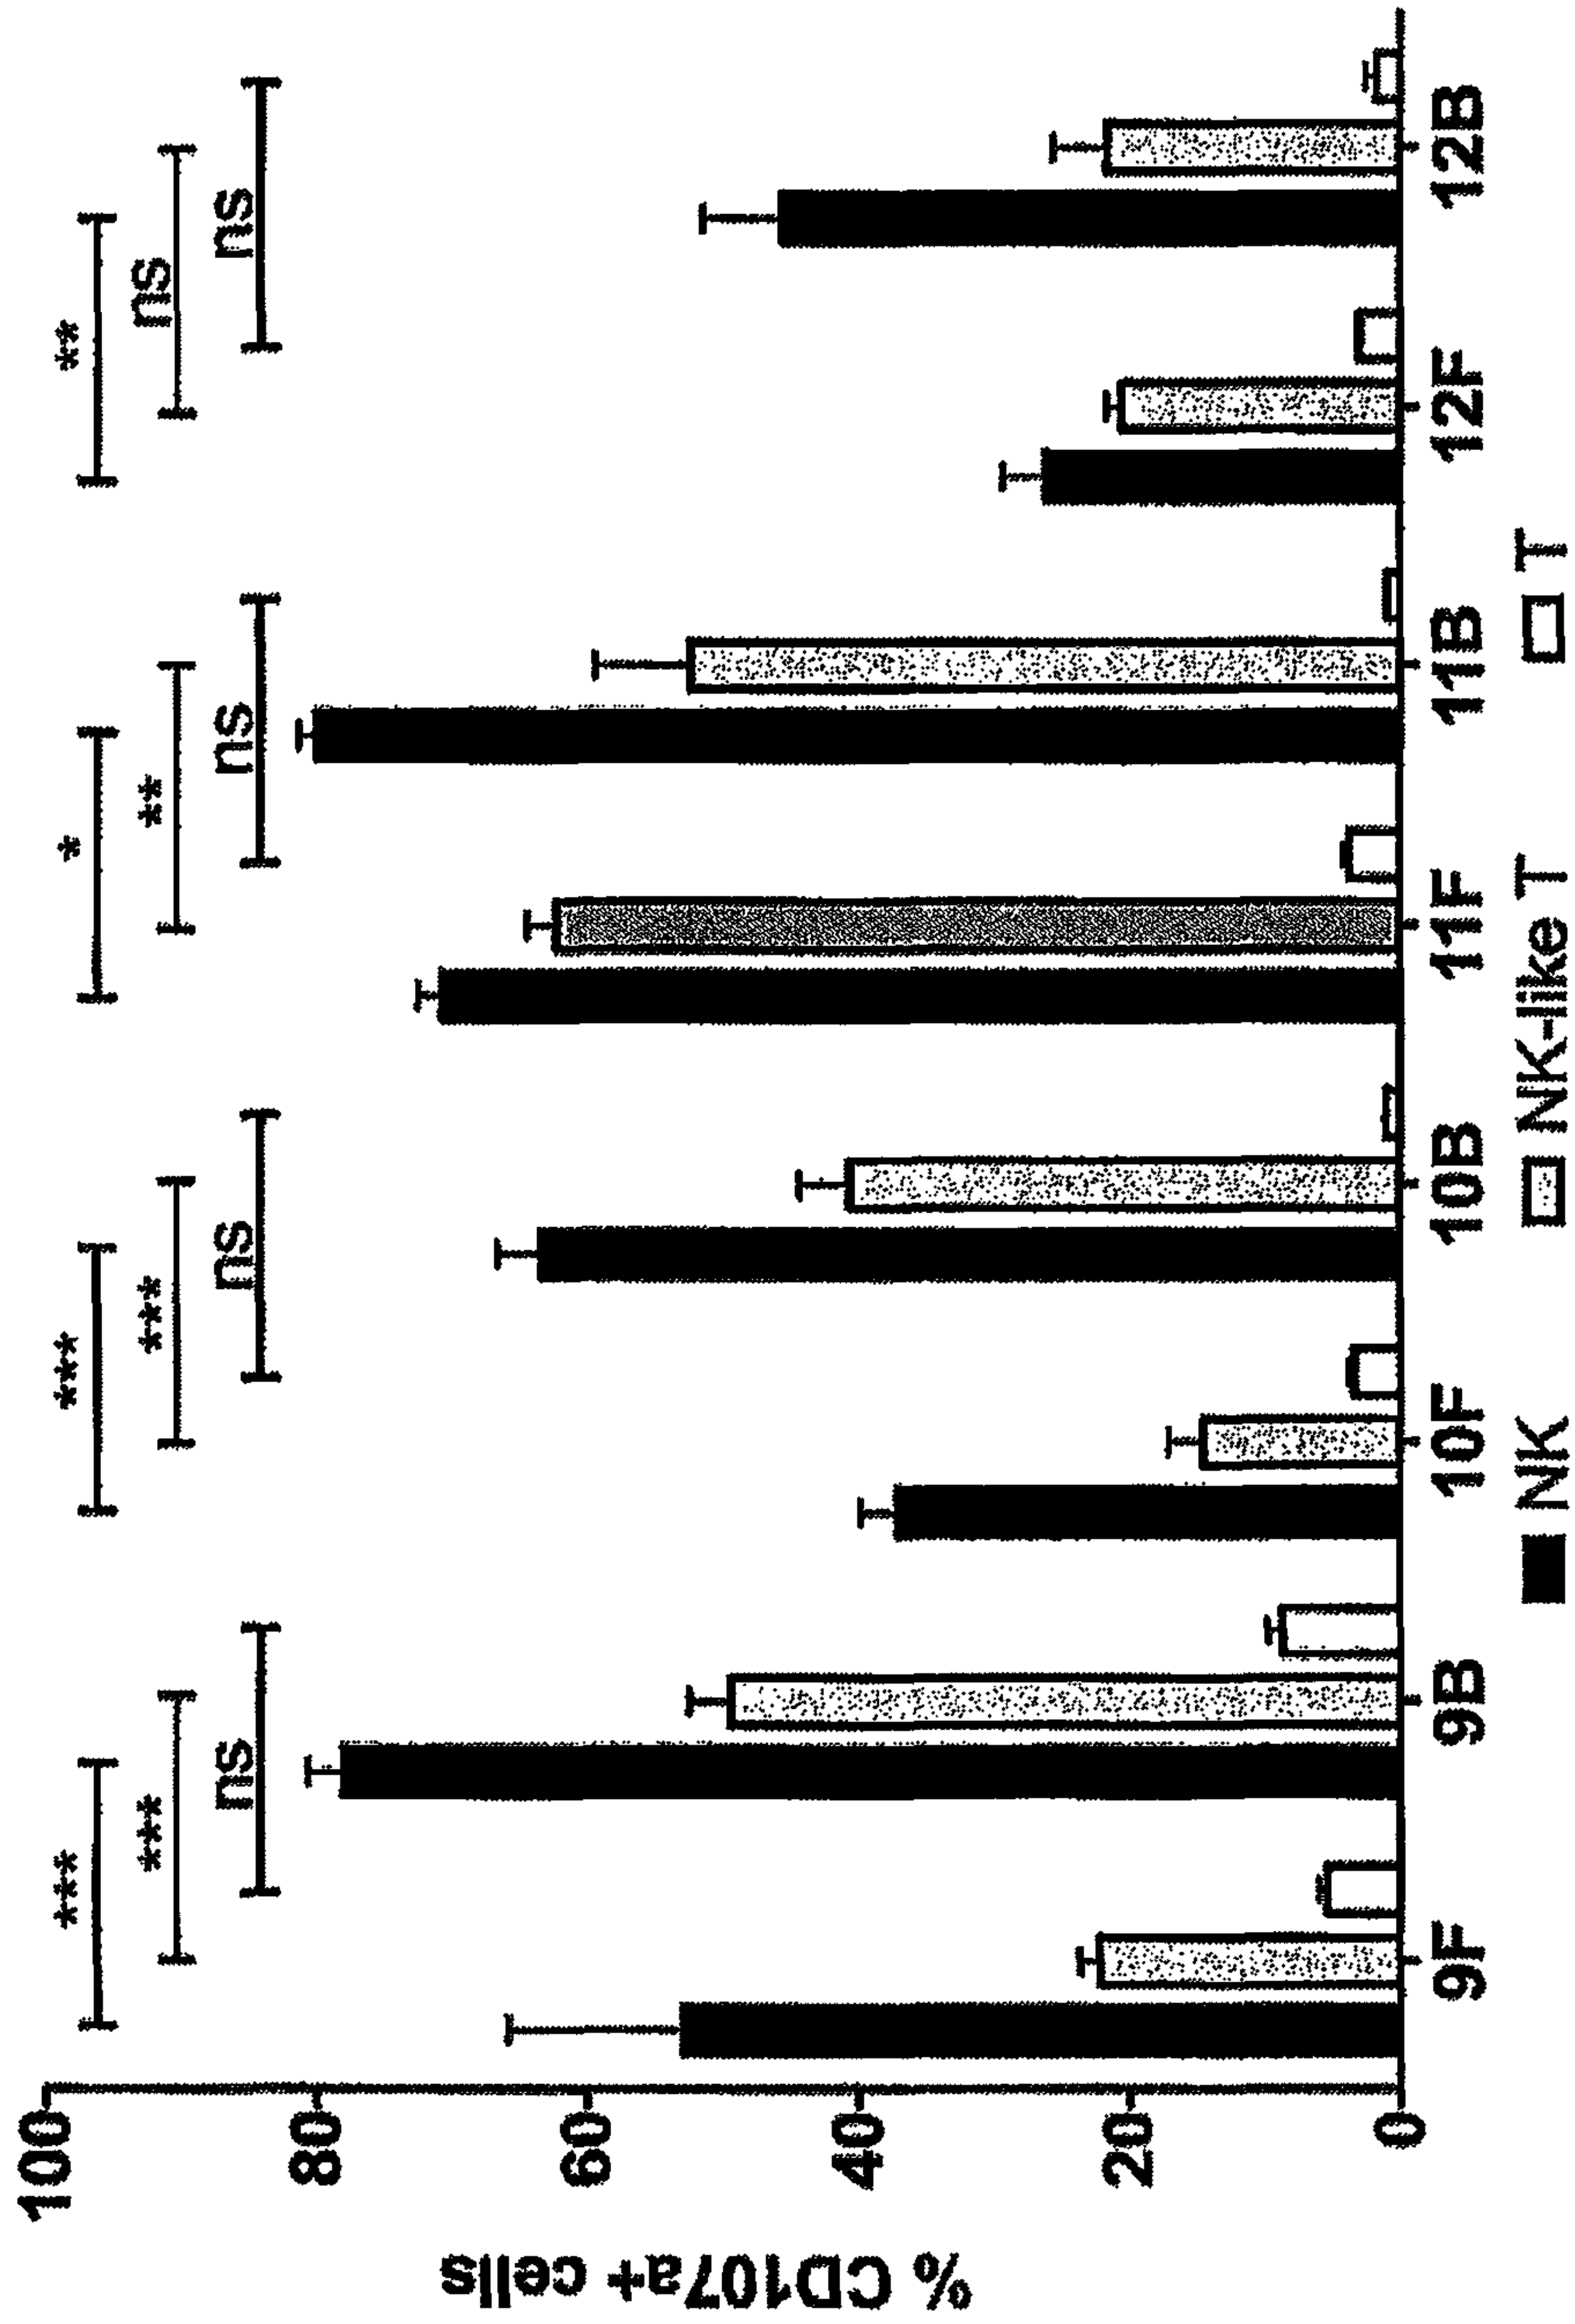 *** *** * **
*** *** ** ns
ns ns ns ns
% CD107a+ cells
100
80
60
40
20
0
9F 9B 10F 10B 11F 11B 12F 12B
NK NK-like T T